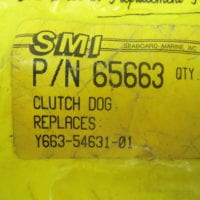 SMI
SEABOARD MARINE, INC.
P/N 65663 QTY.
CLUTCH DOG
REPLACES:
Y663-54631-01